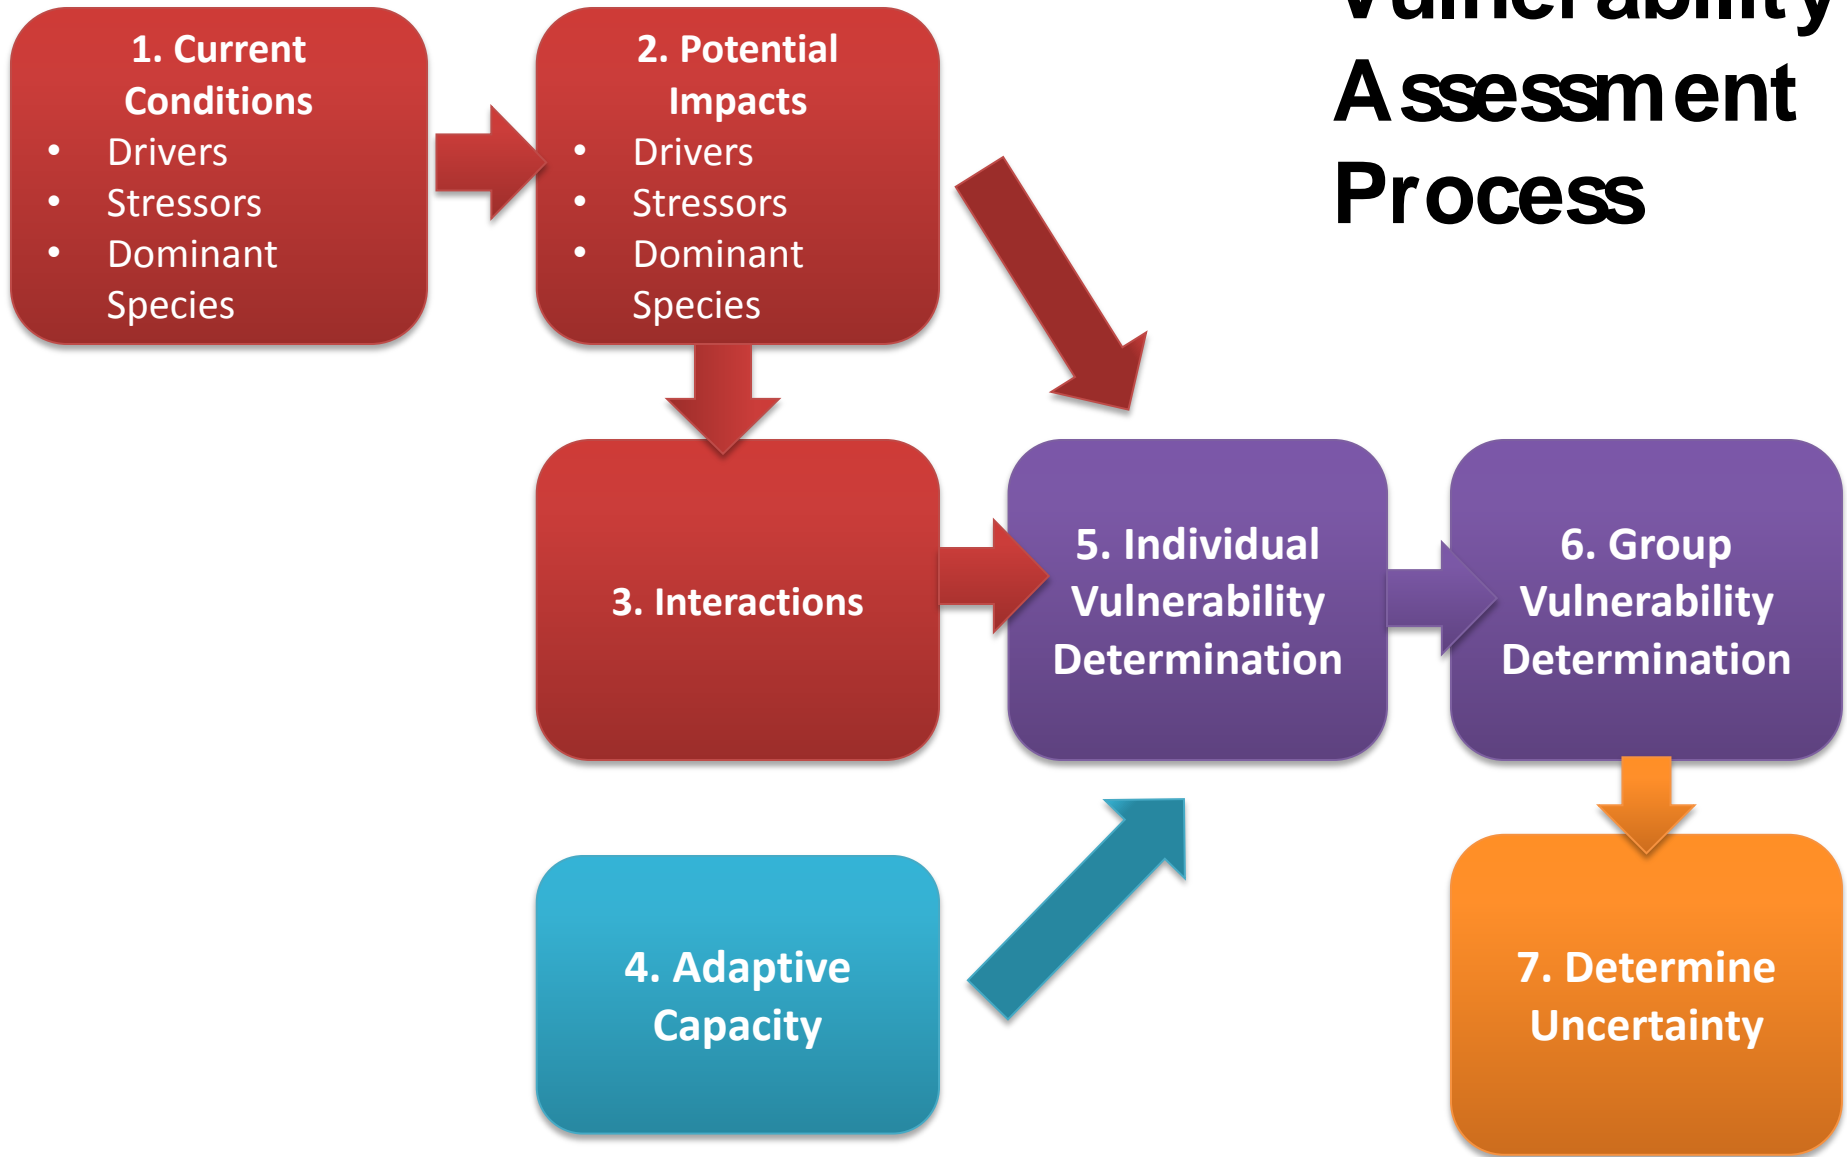 Vulnerability
Assessment
Process
1. Current
Conditions
• Drivers
• Stressors
• Dominant
Species
2. Potential
Impacts
• Drivers
• Stressors
• Dominant
Species
3. Interactions
5. Individual
Vulnerability
Determination
6. Group
Vulnerability
Determination
4. Adaptive
Capacity
7. Determine
Uncertainty